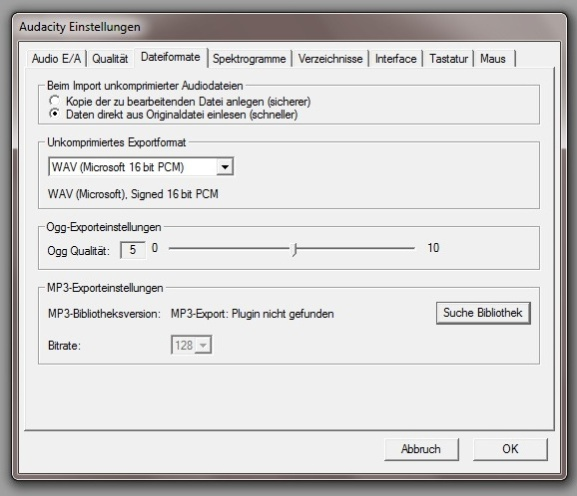 Audacity Einstellungen
Audio E/A Qualität Dateiformate Spektrogramme Verzeichnisse Interface Tastatur Maus
Beim Import unkomprimierter Audiodateien
Kopie der zu bearbeitenden Datei anlegen (sicherer)
Daten direkt aus Originaldatei einlesen (schneller)
Unkomprimiertes Exportformat
WAV (Microsoft 16 bit PCM)
WAV (Microsoft), Signed 16 bit PCM
Ogg-Exporteinstellungen
Ogg Qualität: 5 0 10
MP3-Exporteinstellungen
MP3-Bibliotheksversion: MP3-Export: Plugin nicht gefunden Suche Bibliothek
Bitrate: 128
Abbruch OK